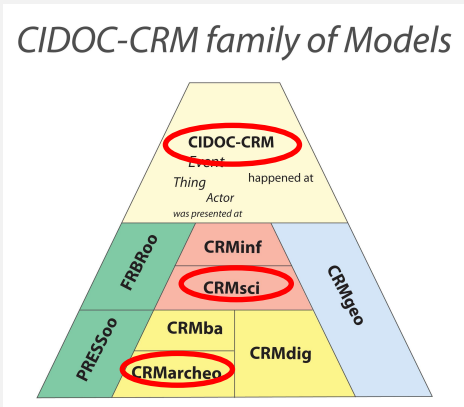 CIDOC-CRM family of Models
CIDOC-CRM
Event
Thing
happened at
Actor
was presented at
FRBRoo
CRMinf
CRMsci
CRMgeo
PRESSoo
CRMba
CRMdig
CRMarcheo